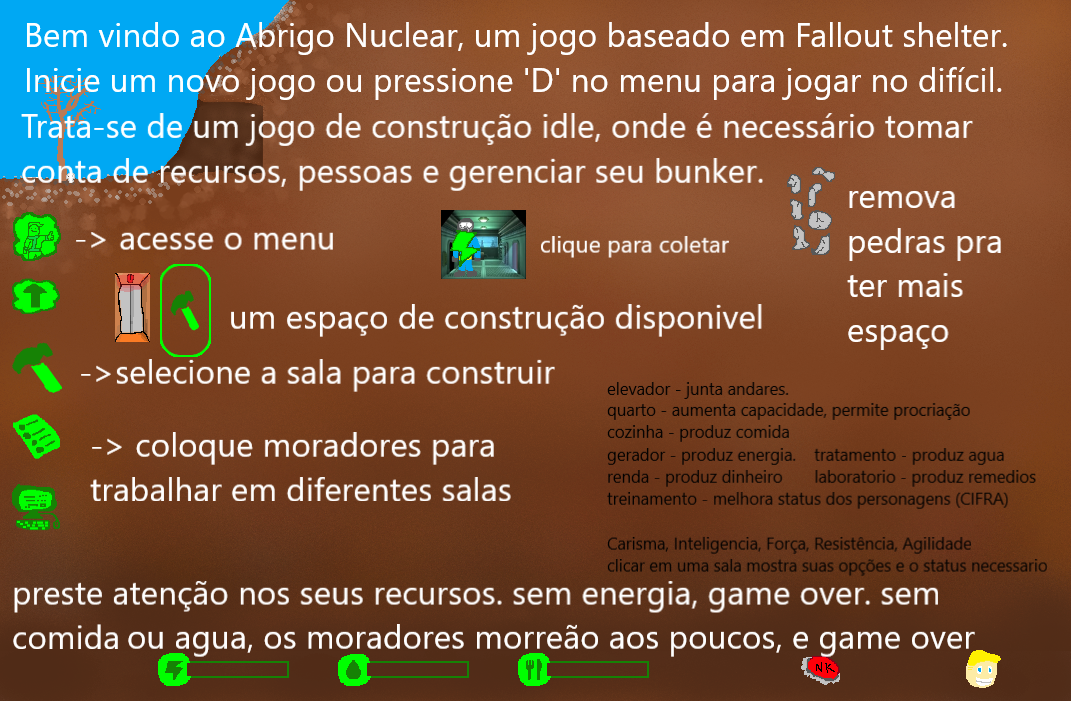 Bem vindo ao Abrigo Nuclear, um jogo baseado em Fallout shelter.
Inicie um novo jogo ou pressione 'D' no menu para jogar no difícil.
Trata-se de um jogo de construção idle, onde é necessário tomar
conta de recursos, pessoas e gerenciar seu bunker.
-> acesse o menu
clique para coletar
remova
pedras pra
ter mais
espaço
um espaço de construção disponivel
->selecione a sala para construir
-> coloque moradores para
trabalhar em diferentes salas
elevador - junta andares.
quarto - aumenta capacidade, permite procriação
cozinha - produz comida
gerador - produz energia. tratamento - produz agua
renda - produz dinheiro laboratorio - produz remedios
treinamento - melhora status dos personagens (CIFRA)
Carisma, Inteligencia, Força, Resistência, Agilidade
clicar em uma sala mostra suas opções e o status necessario
preste atenção nos seus recursos. sem energia, game over. sem
comida ou agua, os moradores morreão aos poucos, e game over
NK